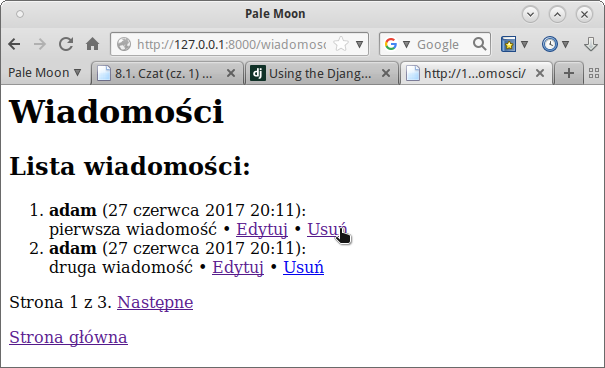 Pale Moon
http://127.0.0.1:8000/wiadomos
Google
Pale Moon
8.1. Czat (cz. 1) ...
dj Using the Djang...
http://1...omosci/
Wiadomości
Lista wiadomości:
1. adam (27 czerwca 2017 20:11):
pierwsza wiadomość • Edytuj • Usuń
2. adam (27 czerwca 2017 20:11):
druga wiadomość • Edytuj • Usuń
Strona 1 z 3. Następne
Strona główna